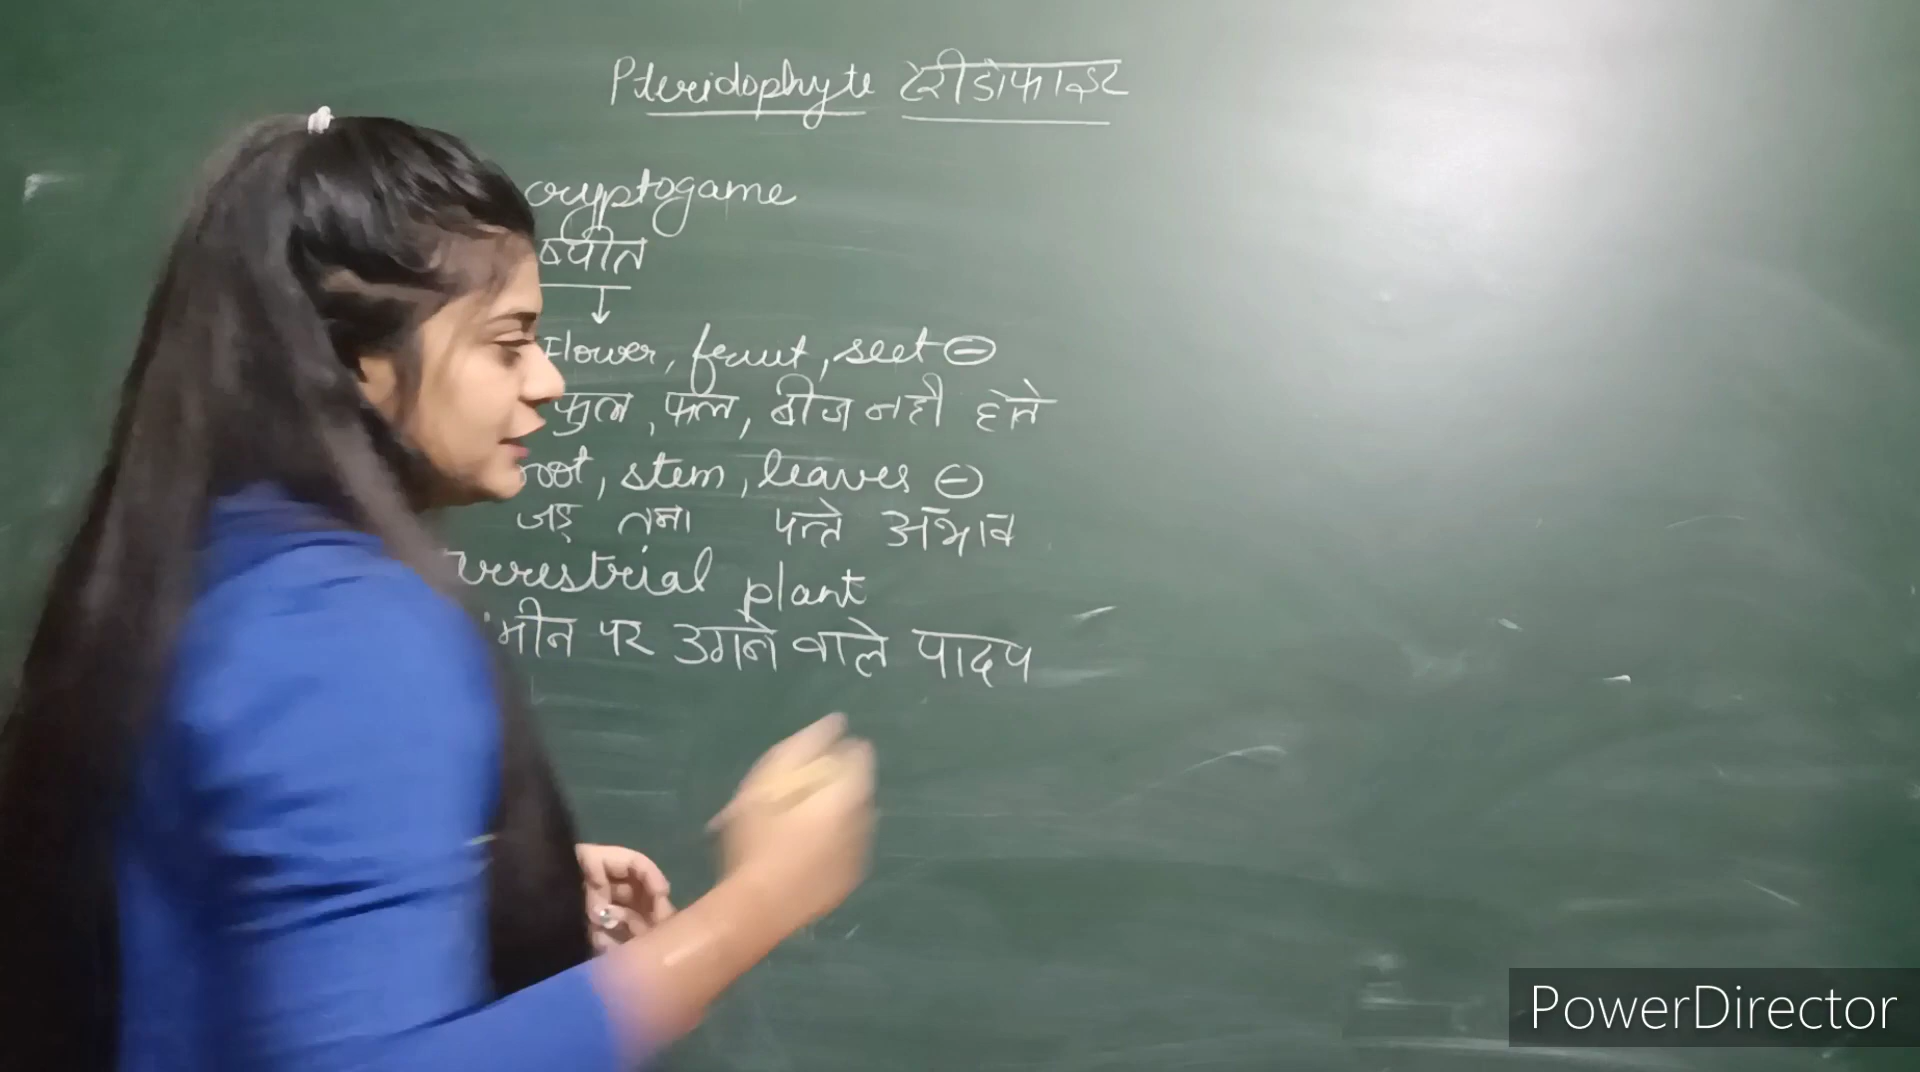 Pteridophyte टेरीडोफाइट
cryptogame
Flower, fruit, seet ⊖
फुल, फल, बीज नही होते
root, stem, leaves ⊖
जड़ तना पत्ते अभाव
Terrestrial plant
पर उगने वाले पादप
PowerDirector